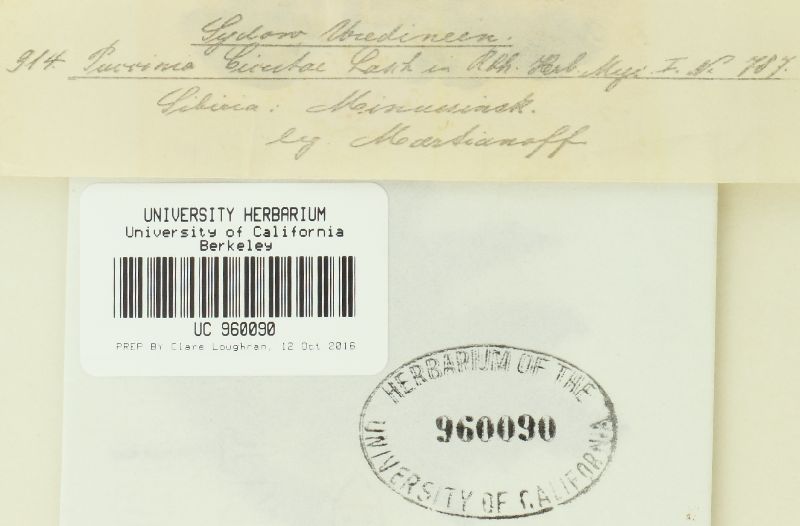 Sydow Uredineen.
914 Puccinia Cicutae Lasch in Rbh. Herb. Myc. I. N. 787.
Sibiria: Minussinsk.
leg. Martianoff
UNIVERSITY HERBARIUM
University of California
Berkeley
UC 960090
PREP BY Clare Loughran, 12 Oct 2016
HERBARIUM OF THE
960090
UNIVERSITY OF CALIFORNIA